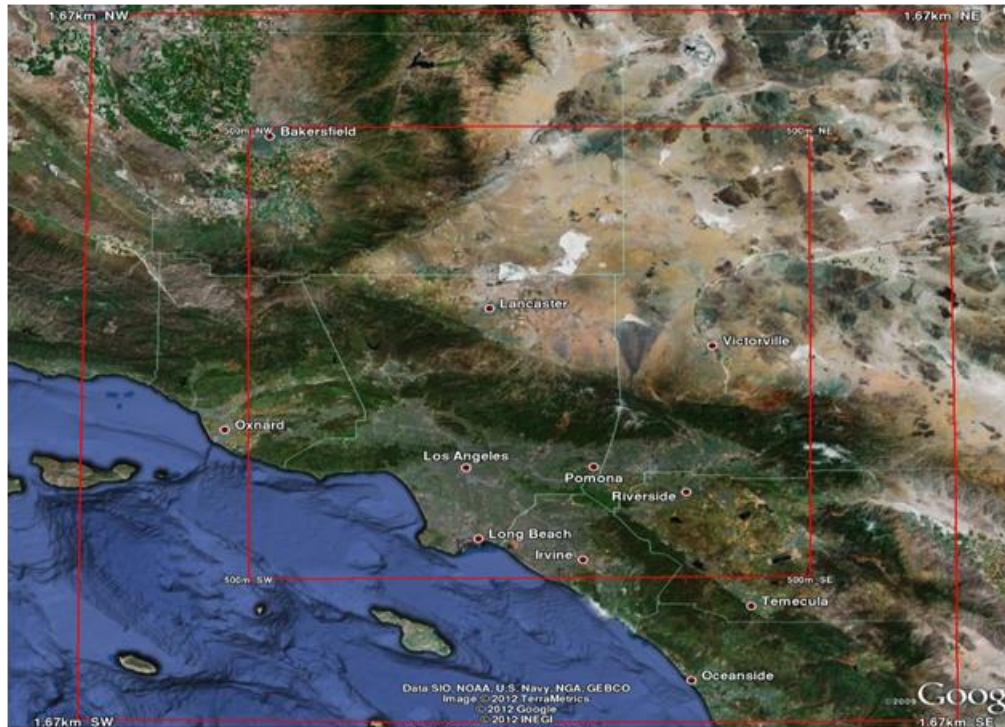 1.67km NW
1.67km NE
500m NW
Bakersfield
500m NE
Lancaster
Victorville
Oxnard
Los Angeles
Pomona
Riverside
Long Beach
Irvine
500m SW
500m SE
Temecula
Oceanside
Data SIO, NOAA, U.S. Navy, NGA, GEBCO
Image © 2012 TerraMetrics
© 2012 Google
© 2012 INEGI
©2009
Goog
1.67km SW
1.67km SE